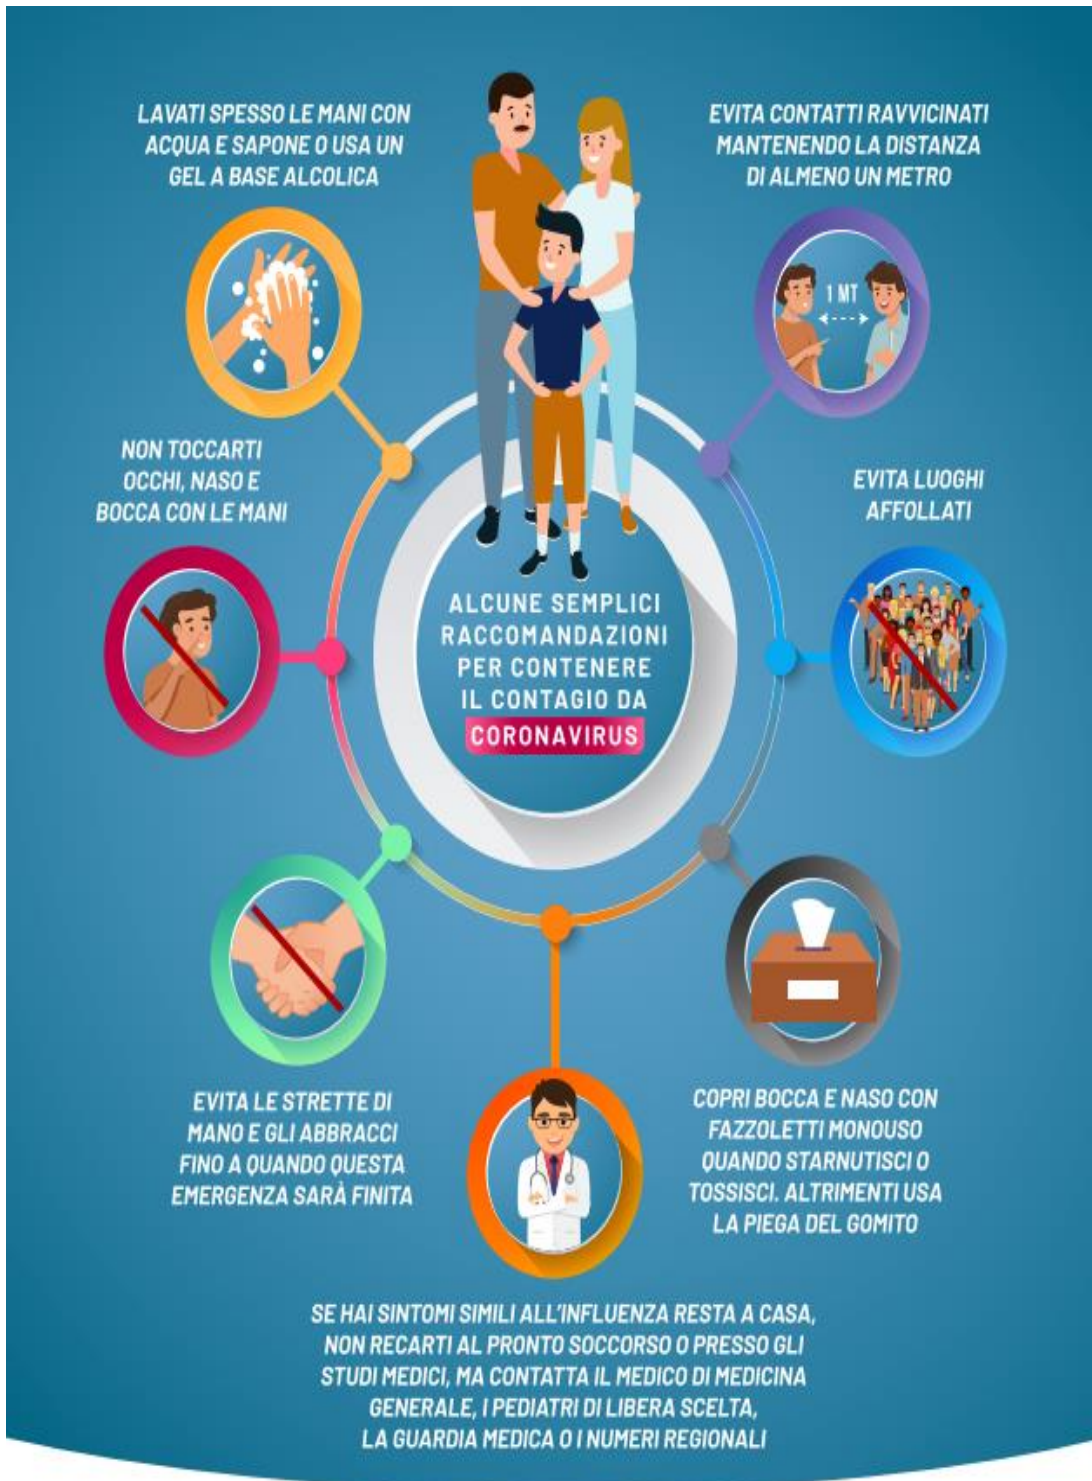 LAVATI SPESSO LE MANI CON
ACQUA E SAPONE O USA UN
GEL A BASE ALCOLICA
EVITA CONTATTI RAVVICINATI
MANTENENDO LA DISTANZA
DI ALMENO UN METRO
1 MT
NON TOCCARTI
OCCHI, NASO E
BOCCA CON LE MANI
EVITA LUOGHI
AFFOLLATI
ALCUNE SEMPLICI
RACCOMANDAZIONI
PER CONTENERE
IL CONTAGIO DA
CORONAVIRUS
EVITA LE STRETTE DI
MANO E GLI ABBRACCI
FINO A QUANDO QUESTA
EMERGENZA SARÀ FINITA
COPRI BOCCA E NASO CON
FAZZOLETTI MONOUSO
QUANDO STARNUTISCI O
TOSSISCI. ALTRIMENTI USA
LA PIEGA DEL GOMITO
SE HAI SINTOMI SIMILI ALL'INFLUENZA RESTA A CASA,
NON RECARTI AL PRONTO SOCCORSO O PRESSO GLI
STUDI MEDICI, MA CONTATTA IL MEDICO DI MEDICINA
GENERALE, I PEDIATRI DI LIBERA SCELTA,
LA GUARDIA MEDICA O I NUMERI REGIONALI